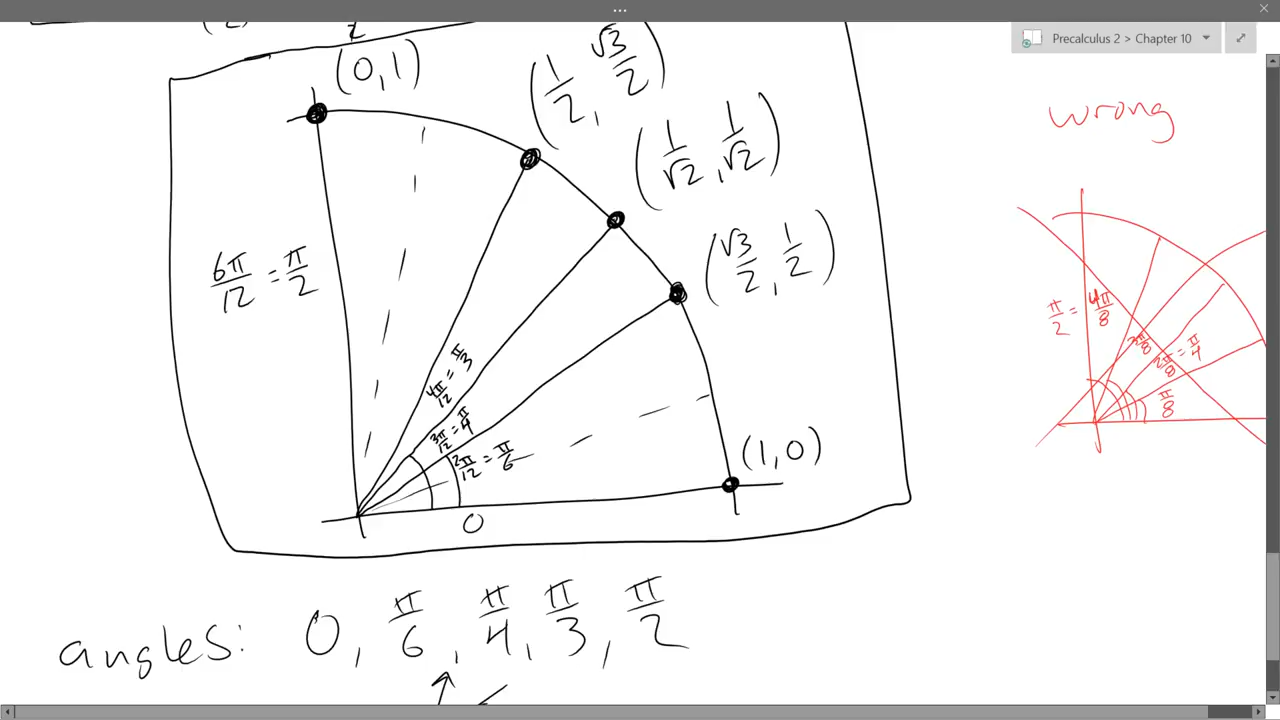 Precalculus 2 > Chapter 10
(0,1)
(1/2, √3/2)
(1/√2, 1/√2)
(√3/2, 1/2)
(1,0)
6π/12 = π/2
4π/12 = π/3
3π/12 = π/4
2π/12 = π/6
0
angles: 0, π/6, π/4, π/3, π/2
wrong
π/2 = 4π/8
3π/8
2π/8 = π/4
π/8